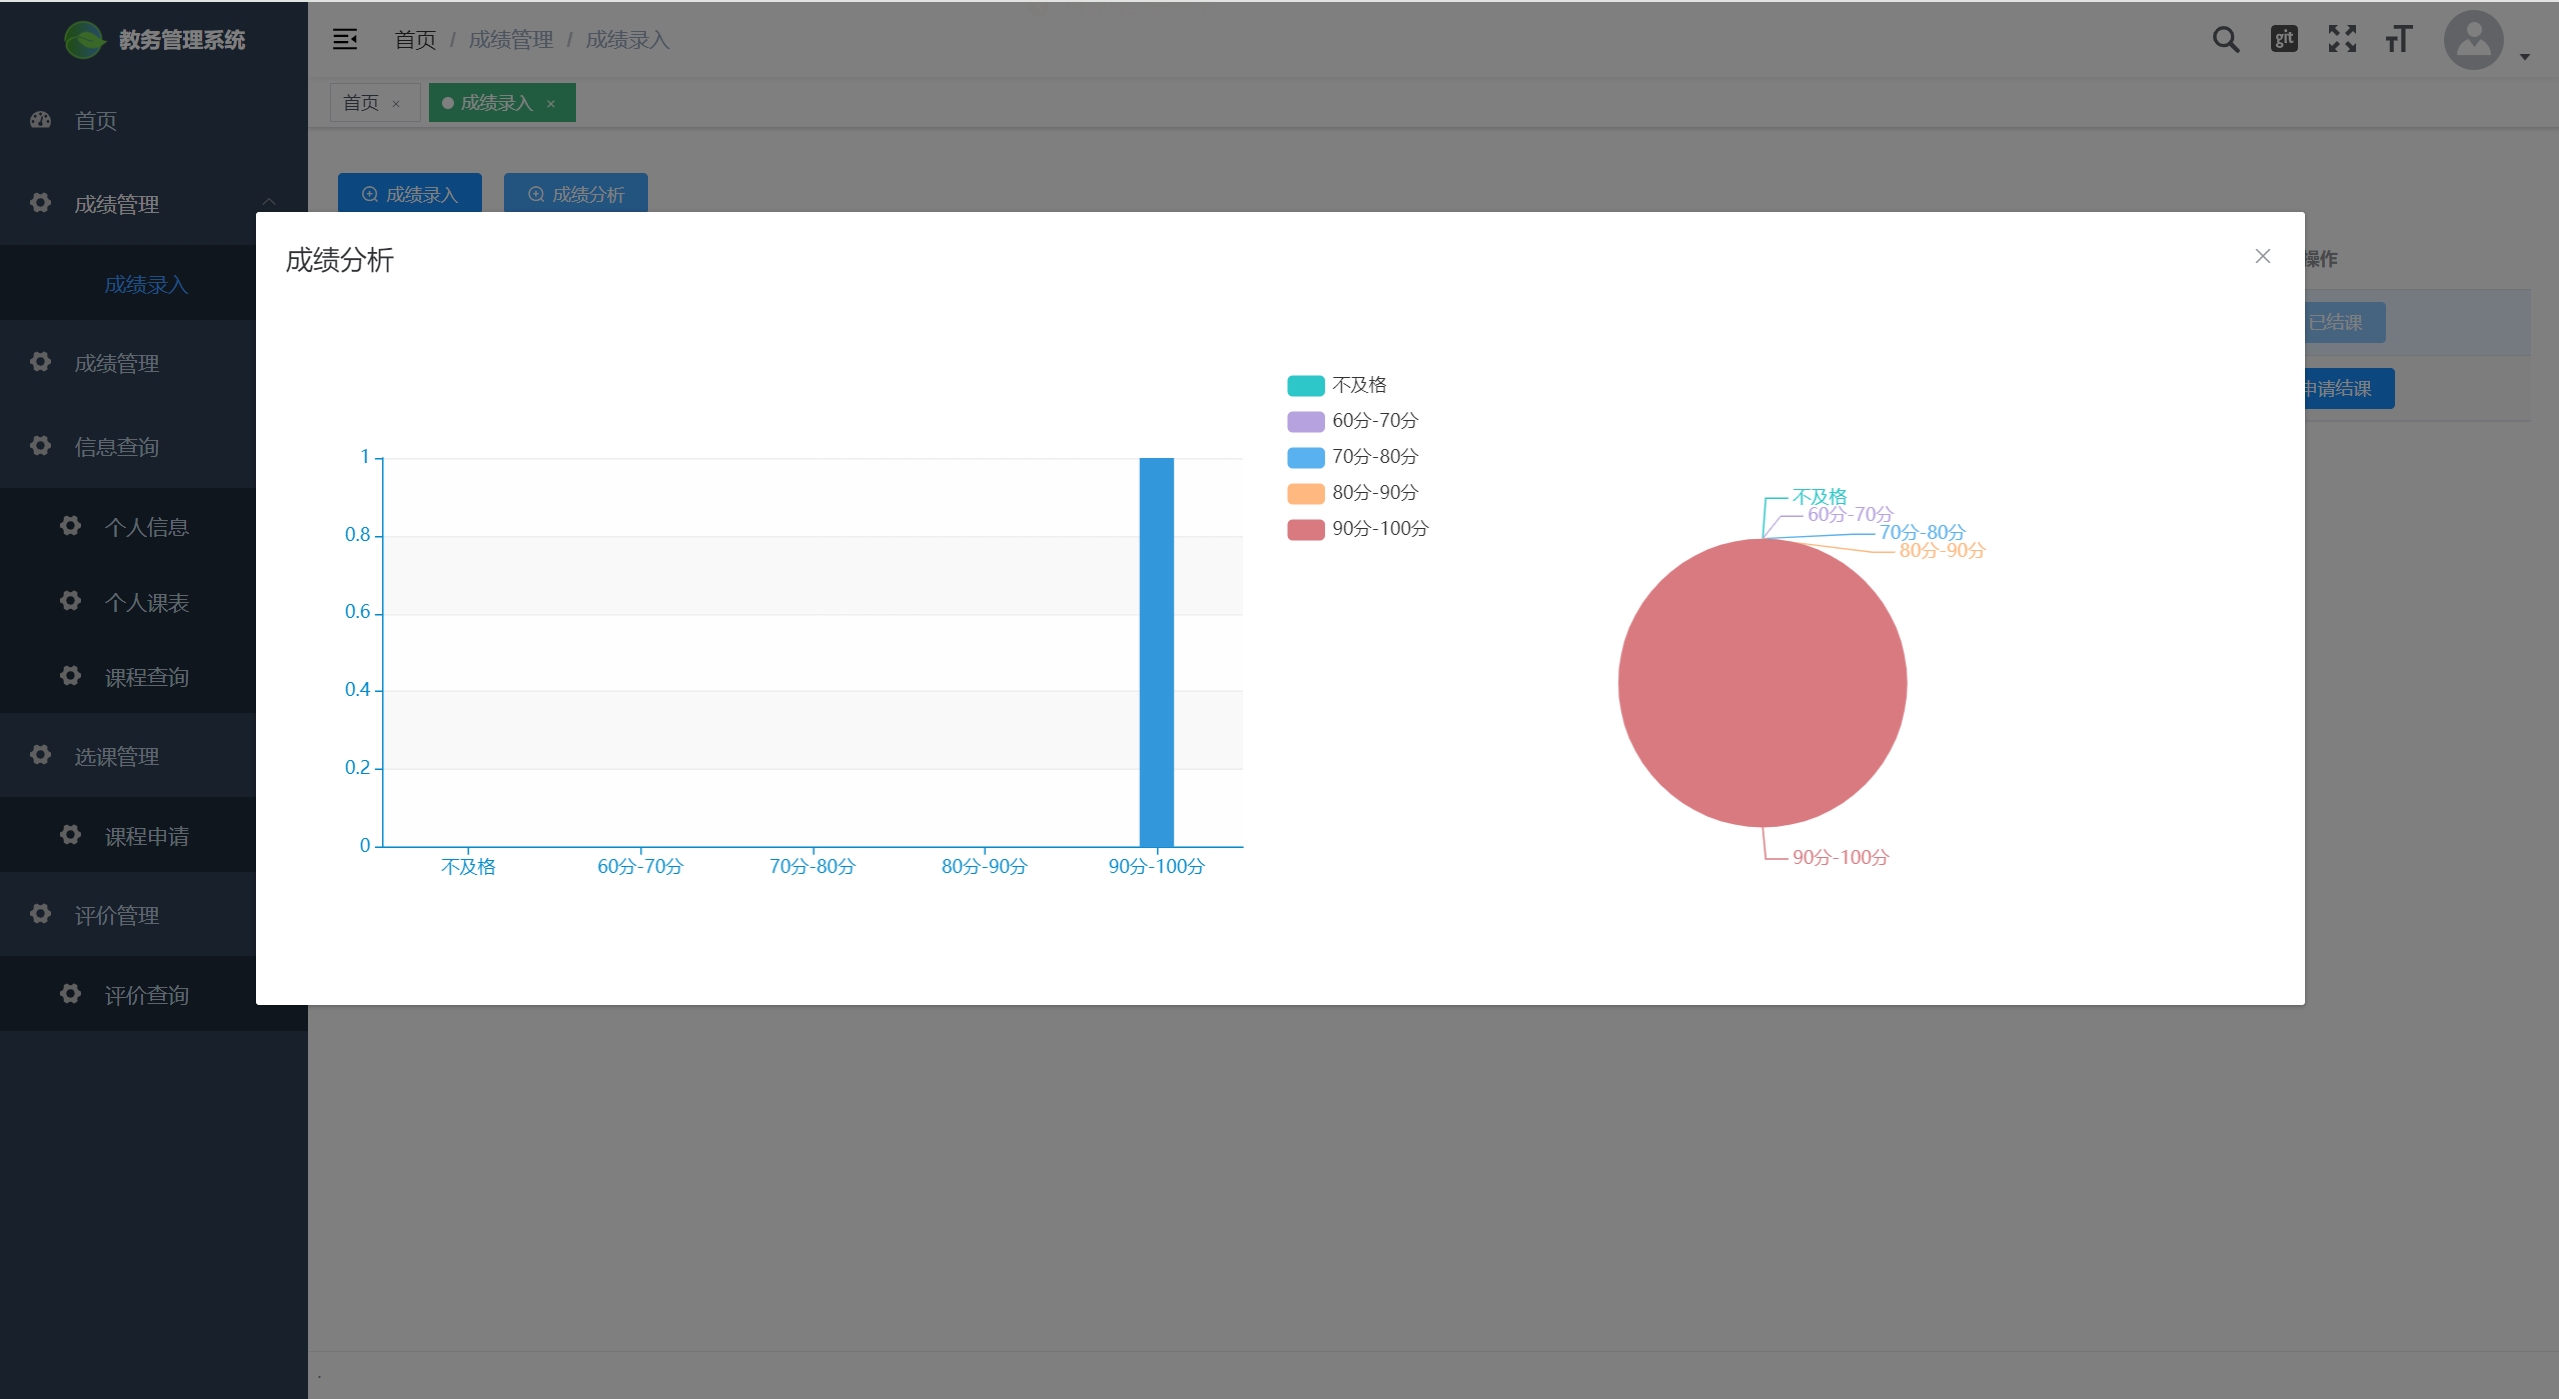 教务管理系统
首页 / 成绩管理 / 成绩录入
git
首页 ×
成绩录入 ×
首页
成绩管理
成绩录入
成绩管理
信息查询
个人信息
个人课表
课程查询
选课管理
课程申请
评价管理
评价查询
成绩录入
成绩分析
操作
已结课
申请结课
成绩分析
1
0.8
0.6
0.4
0.2
0
不及格
60分-70分
70分-80分
80分-90分
90分-100分
不及格
60分-70分
70分-80分
80分-90分
90分-100分
不及格
60分-70分
70分-80分
80分-90分
90分-100分